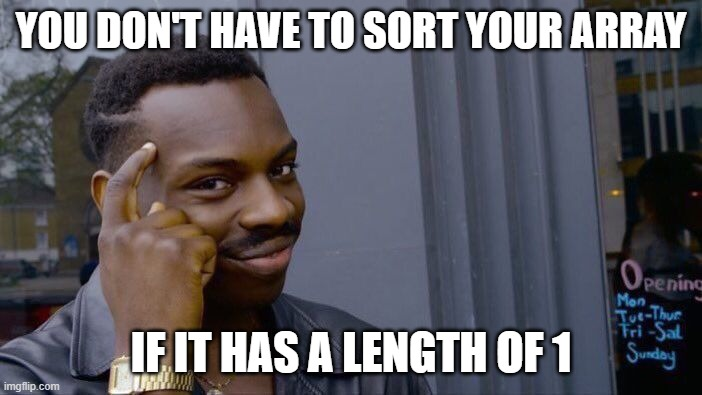 YOU DON'T HAVE TO SORT YOUR ARRAY
IF IT HAS A LENGTH OF 1
Opening
Mon
Tue-Thur
Fri-Sat
Sunday
imgflip.com